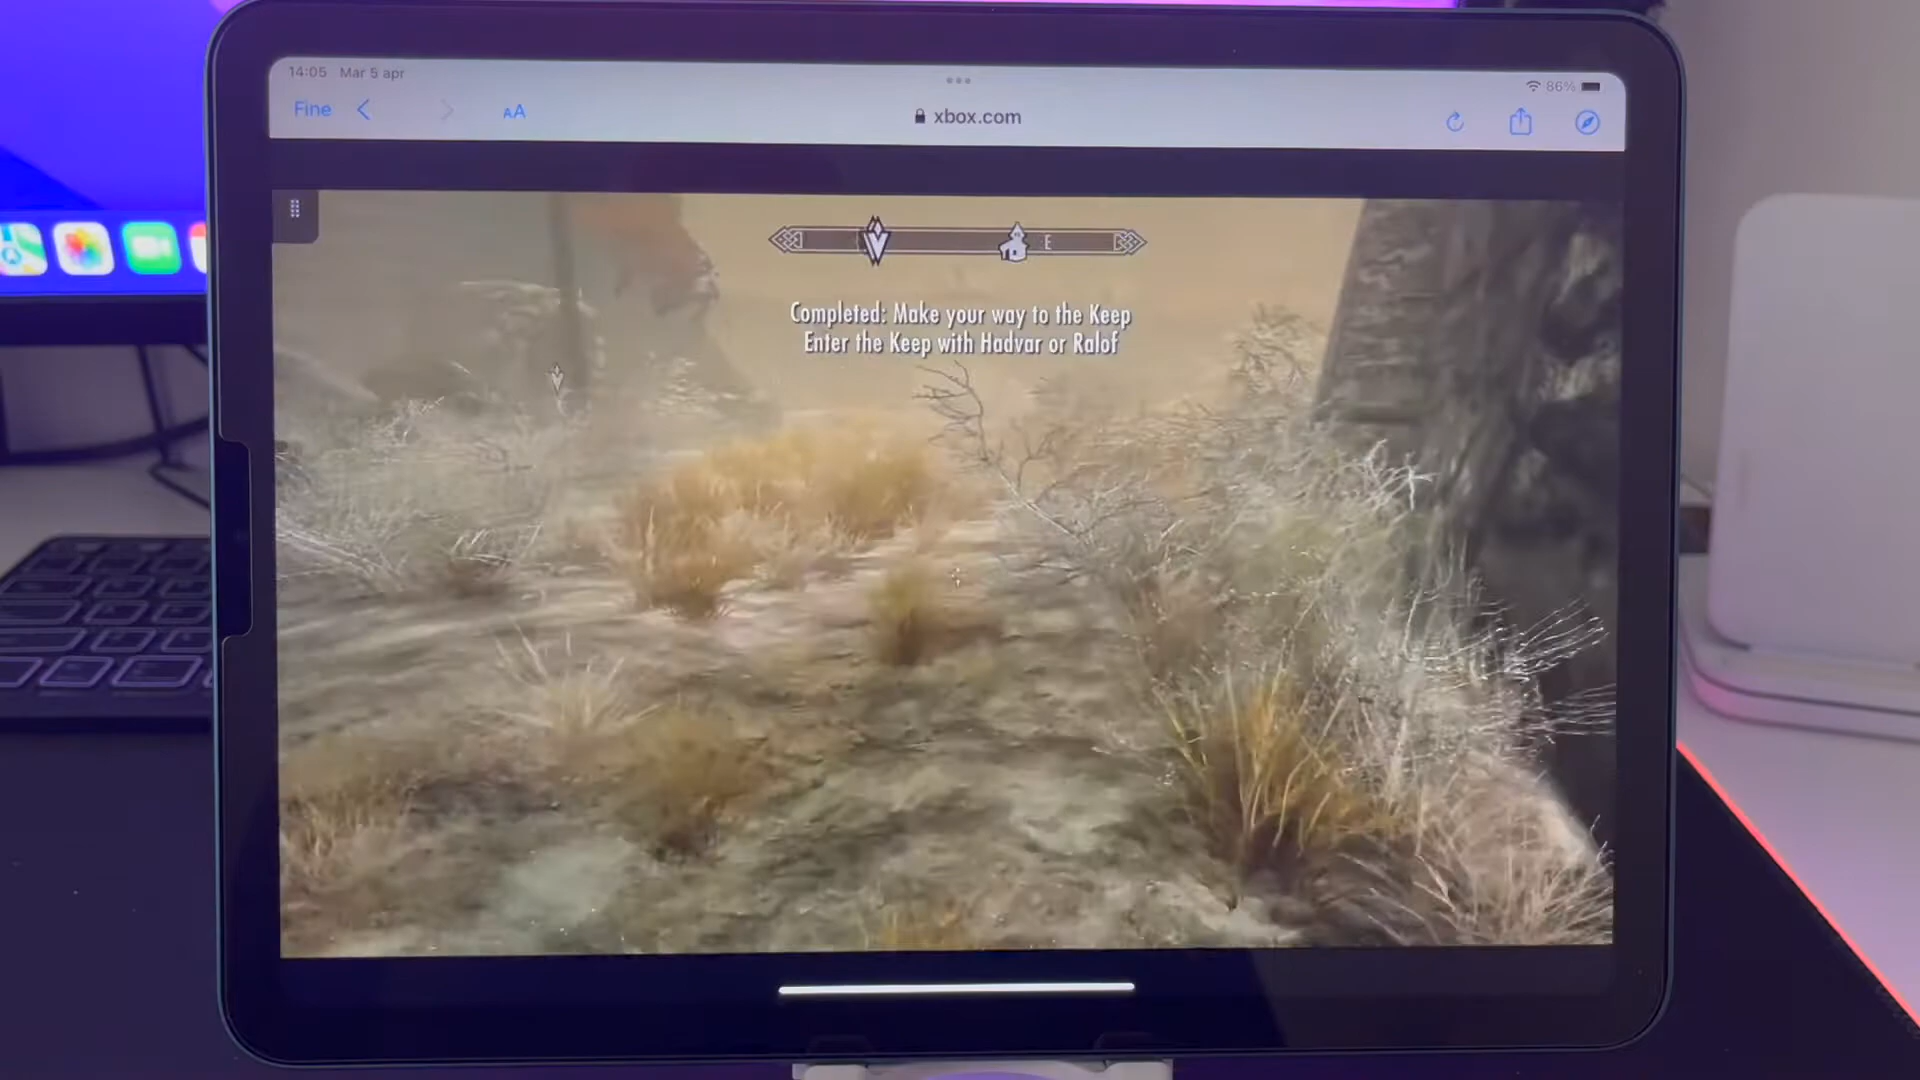 14:05 Mar 5 apr
86%
Fine
AA
xbox.com
E
Completed: Make your way to the Keep
Enter the Keep with Hadvar or Ralof